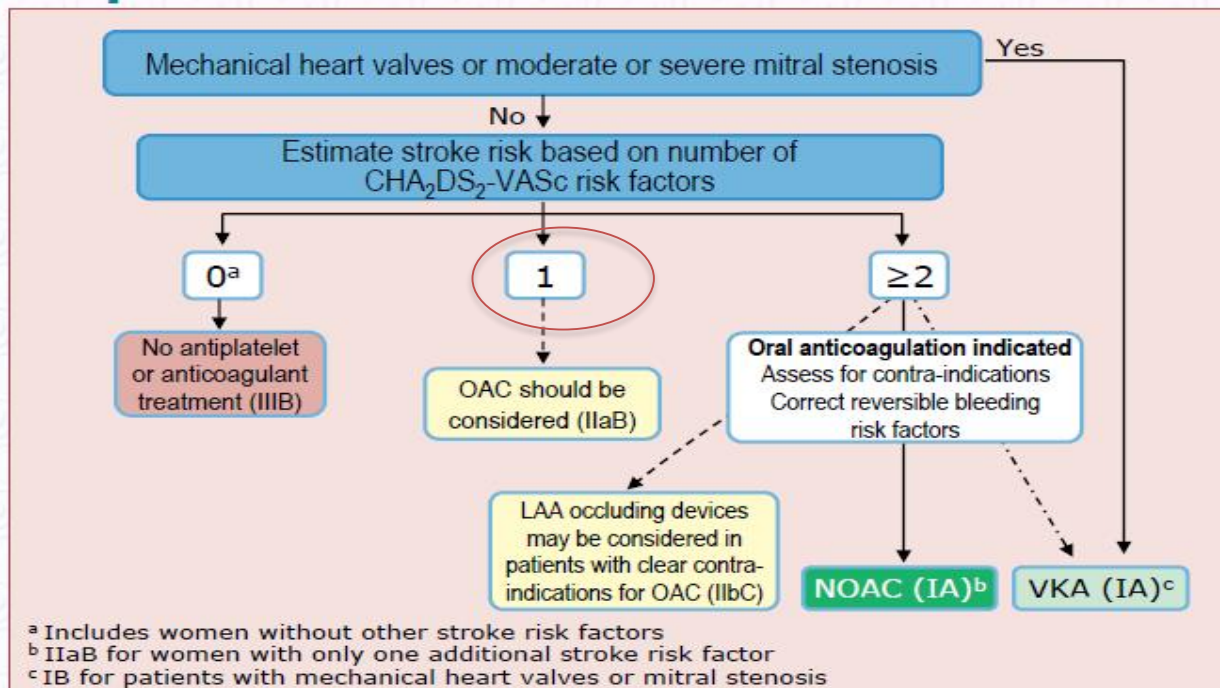 Mechanical heart valves or moderate or severe mitral stenosis
Yes
No
Estimate stroke risk based on number of
CHA₂DS₂-VASc risk factors
0ᵃ
1
≥2
No antiplatelet
or anticoagulant
treatment (IIIB)
OAC should be
considered (IIaB)
Oral anticoagulation indicated
Assess for contra-indications
Correct reversible bleeding
risk factors
LAA occluding devices
may be considered in
patients with clear contra-
indications for OAC (IIbC)
NOAC (IA)ᵇ
VKA (IA)ᶜ
ᵃ Includes women without other stroke risk factors
ᵇ IIaB for women with only one additional stroke risk factor
ᶜ IB for patients with mechanical heart valves or mitral stenosis